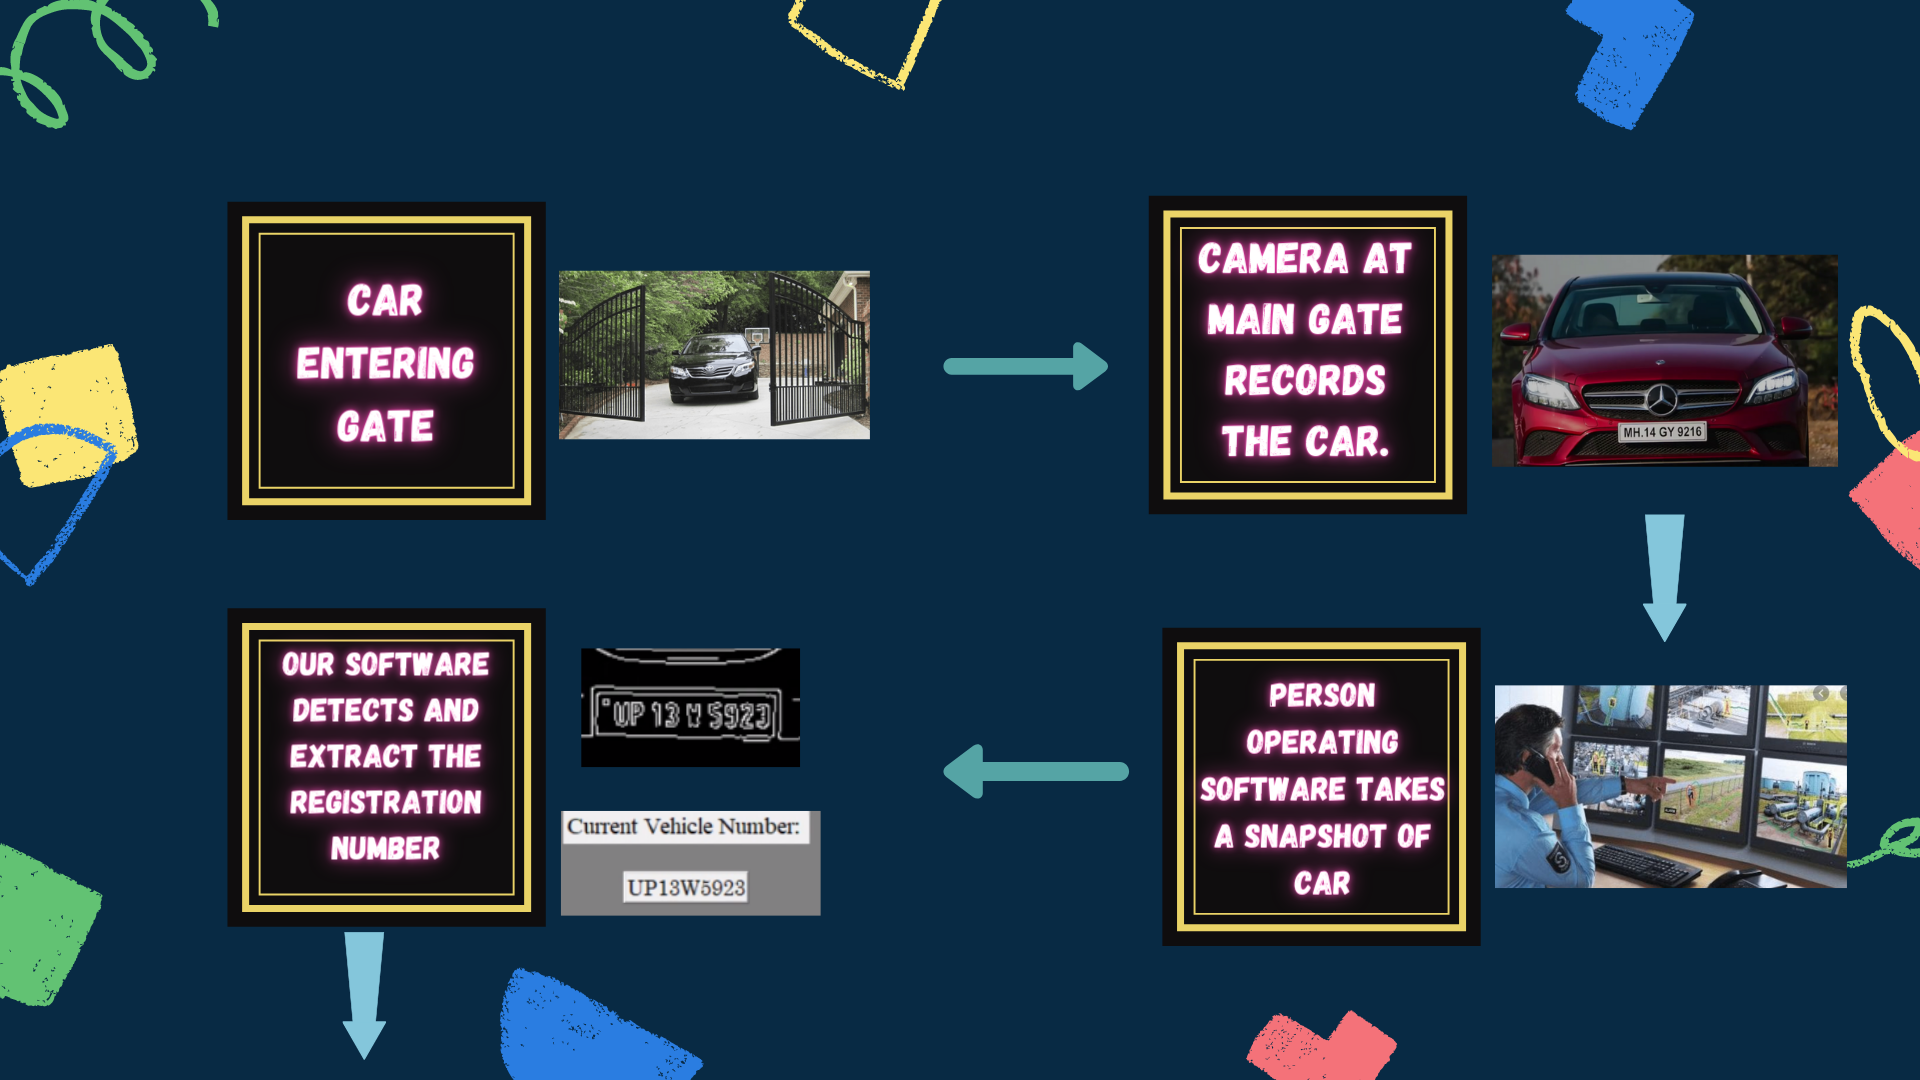 CAR
ENTERING
GATE
CAMERA AT
MAIN GATE
RECORDS
THE CAR.
MH.14 GY 9216
PERSON
OPERATING
SOFTWARE TAKES
A SNAPSHOT OF
CAR
OUR SOFTWARE
DETECTS AND
EXTRACT THE
REGISTRATION
NUMBER
UP 13 W 5923
Current Vehicle Number:
UP13W5923